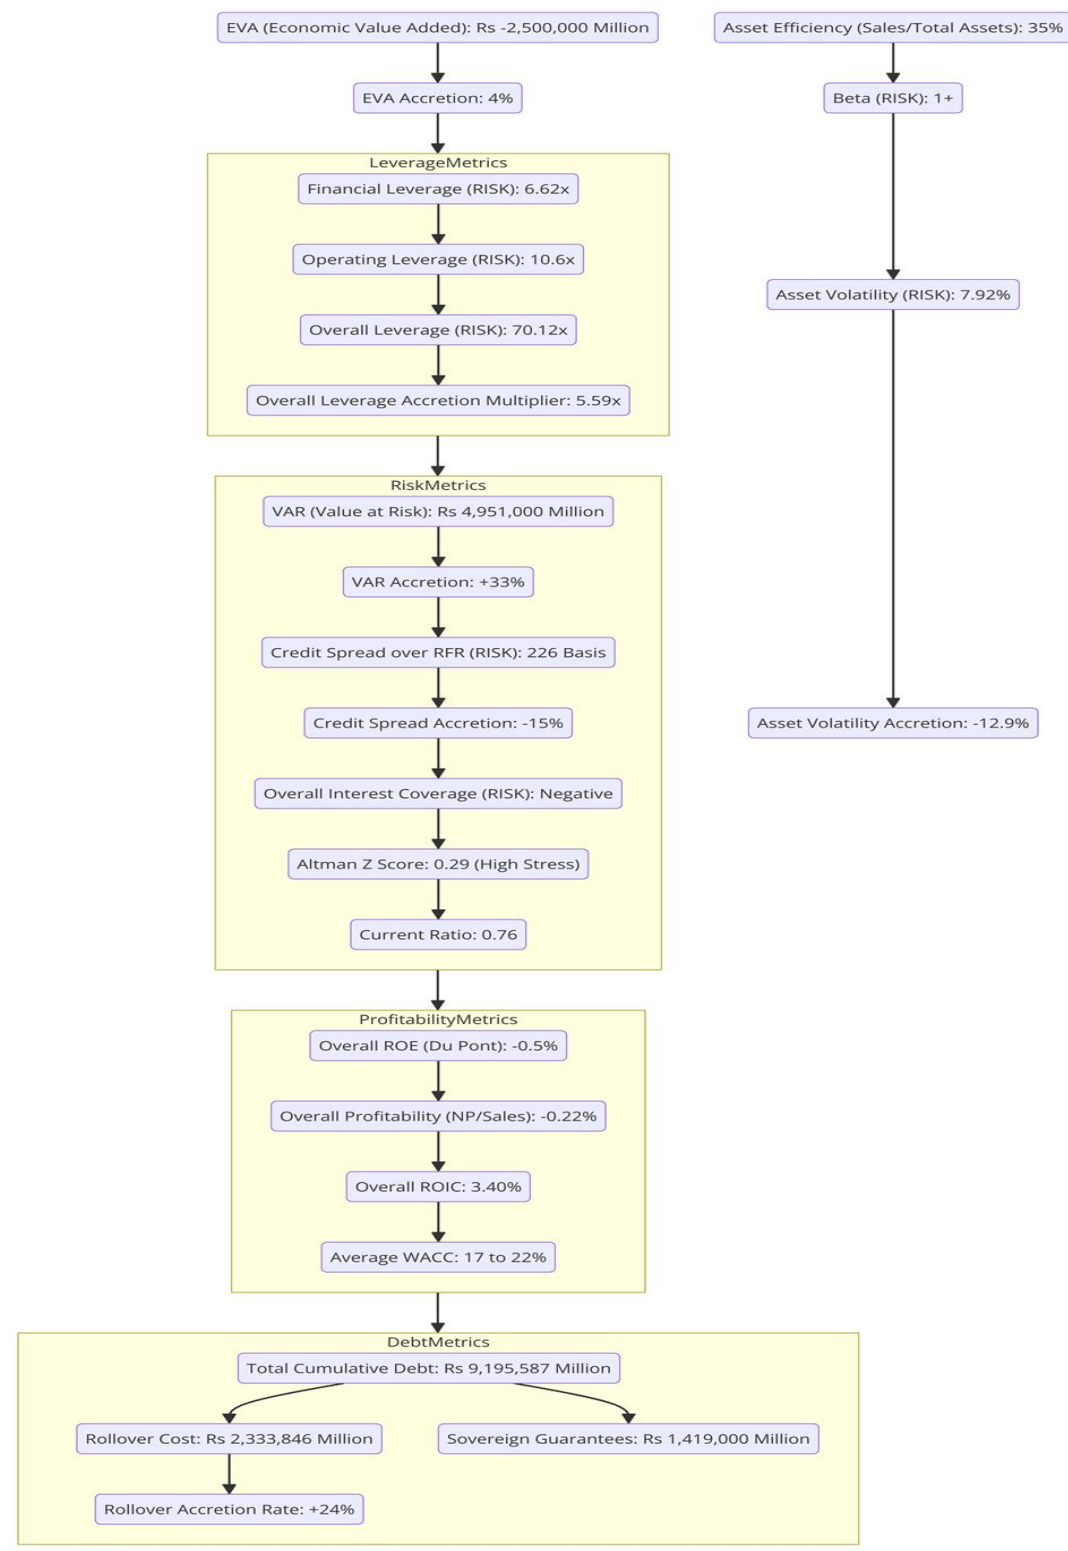 EVA (Economic Value Added): Rs -2,500,000 Million
EVA Accretion: 4%
LeverageMetrics
Financial Leverage (RISK): 6.62x
Operating Leverage (RISK): 10.6x
Overall Leverage (RISK): 70.12x
Overall Leverage Accretion Multiplier: 5.59x
RiskMetrics
VAR (Value at Risk): Rs 4,951,000 Million
VAR Accretion: +33%
Credit Spread over RFR (RISK): 226 Basis
Credit Spread Accretion: -15%
Overall Interest Coverage (RISK): Negative
Altman Z Score: 0.29 (High Stress)
Current Ratio: 0.76
ProfitabilityMetrics
Overall ROE (Du Pont): -0.5%
Overall Profitability (NP/Sales): -0.22%
Overall ROIC: 3.40%
Average WACC: 17 to 22%
DebtMetrics
Total Cumulative Debt: Rs 9,195,587 Million
Rollover Cost: Rs 2,333,846 Million
Sovereign Guarantees: Rs 1,419,000 Million
Rollover Accretion Rate: +24%
Asset Efficiency (Sales/Total Assets): 35%
Beta (RISK): 1+
Asset Volatility (RISK): 7.92%
Asset Volatility Accretion: -12.9%